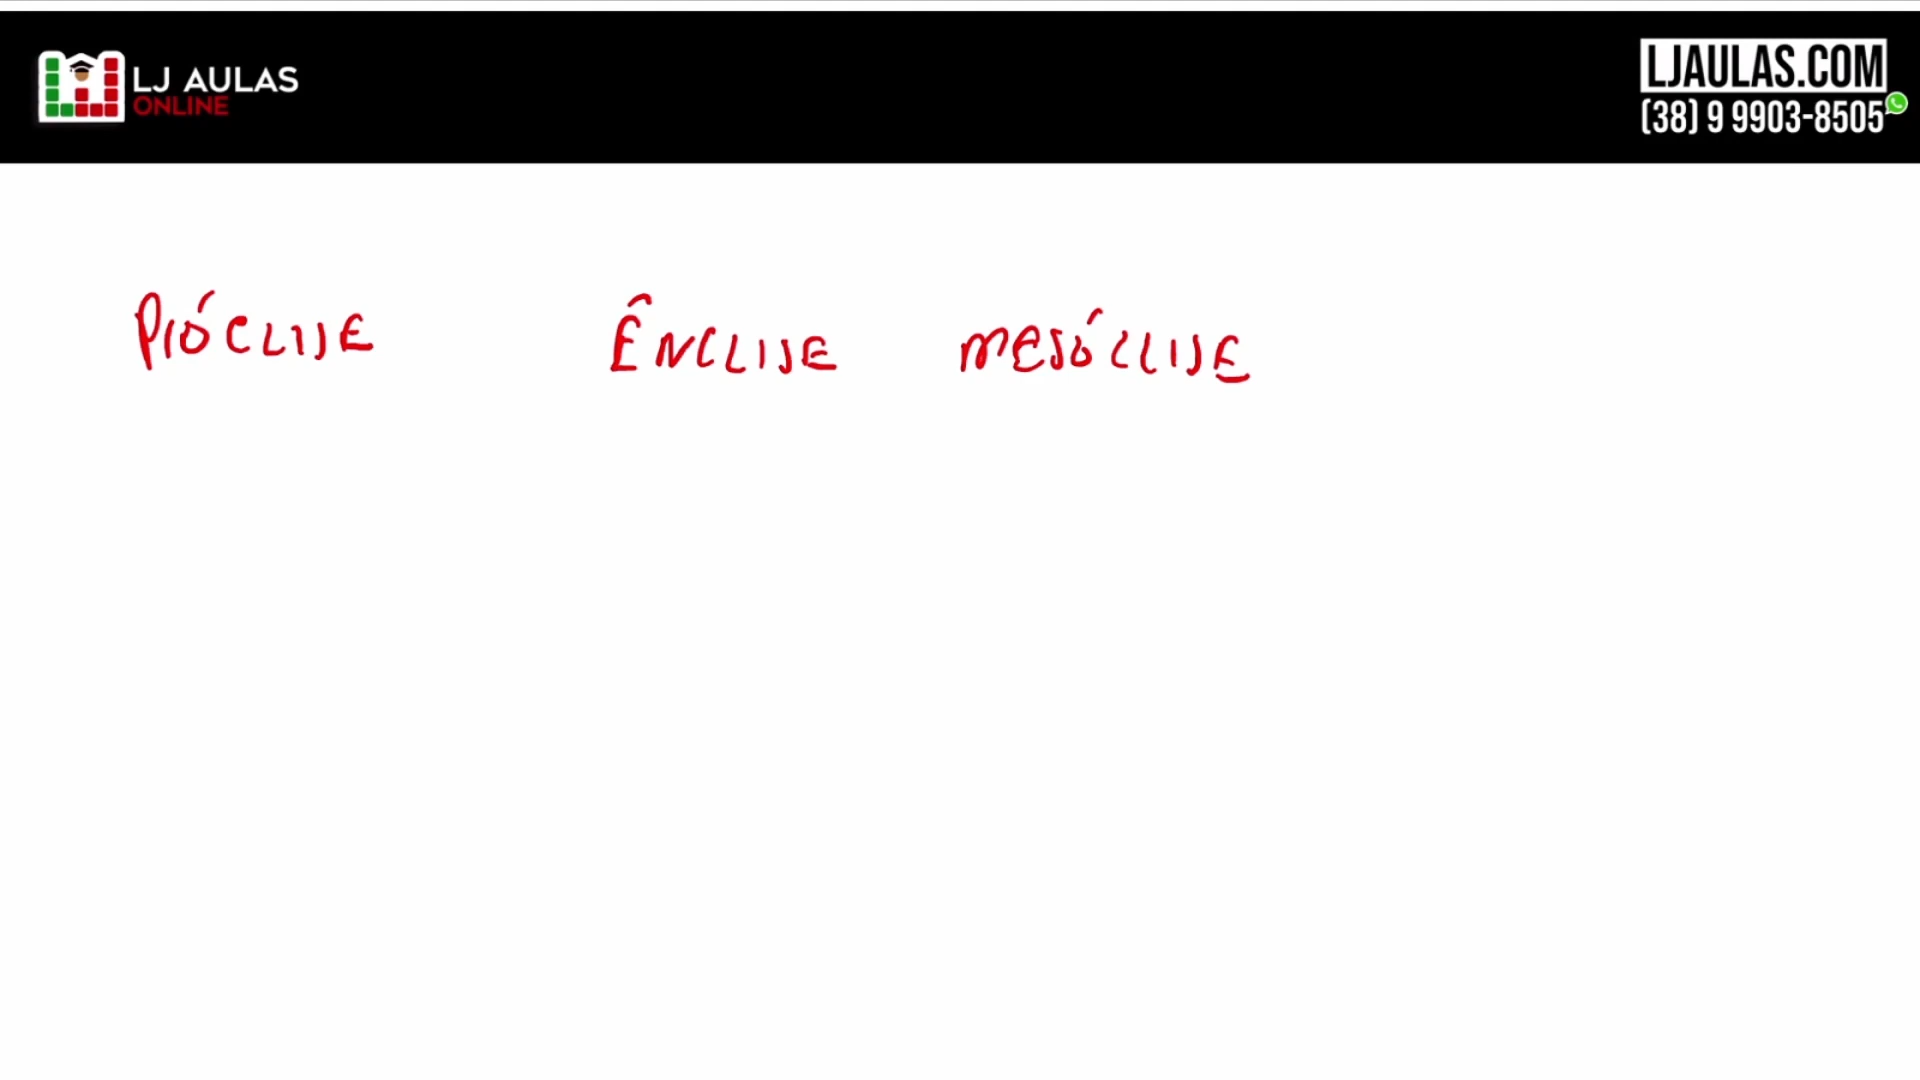 LJ AULAS
ONLINE
LJAULAS.COM
(38) 9 9903-8505
PRÓCLISE ÊNCLISE MESÓCLISE